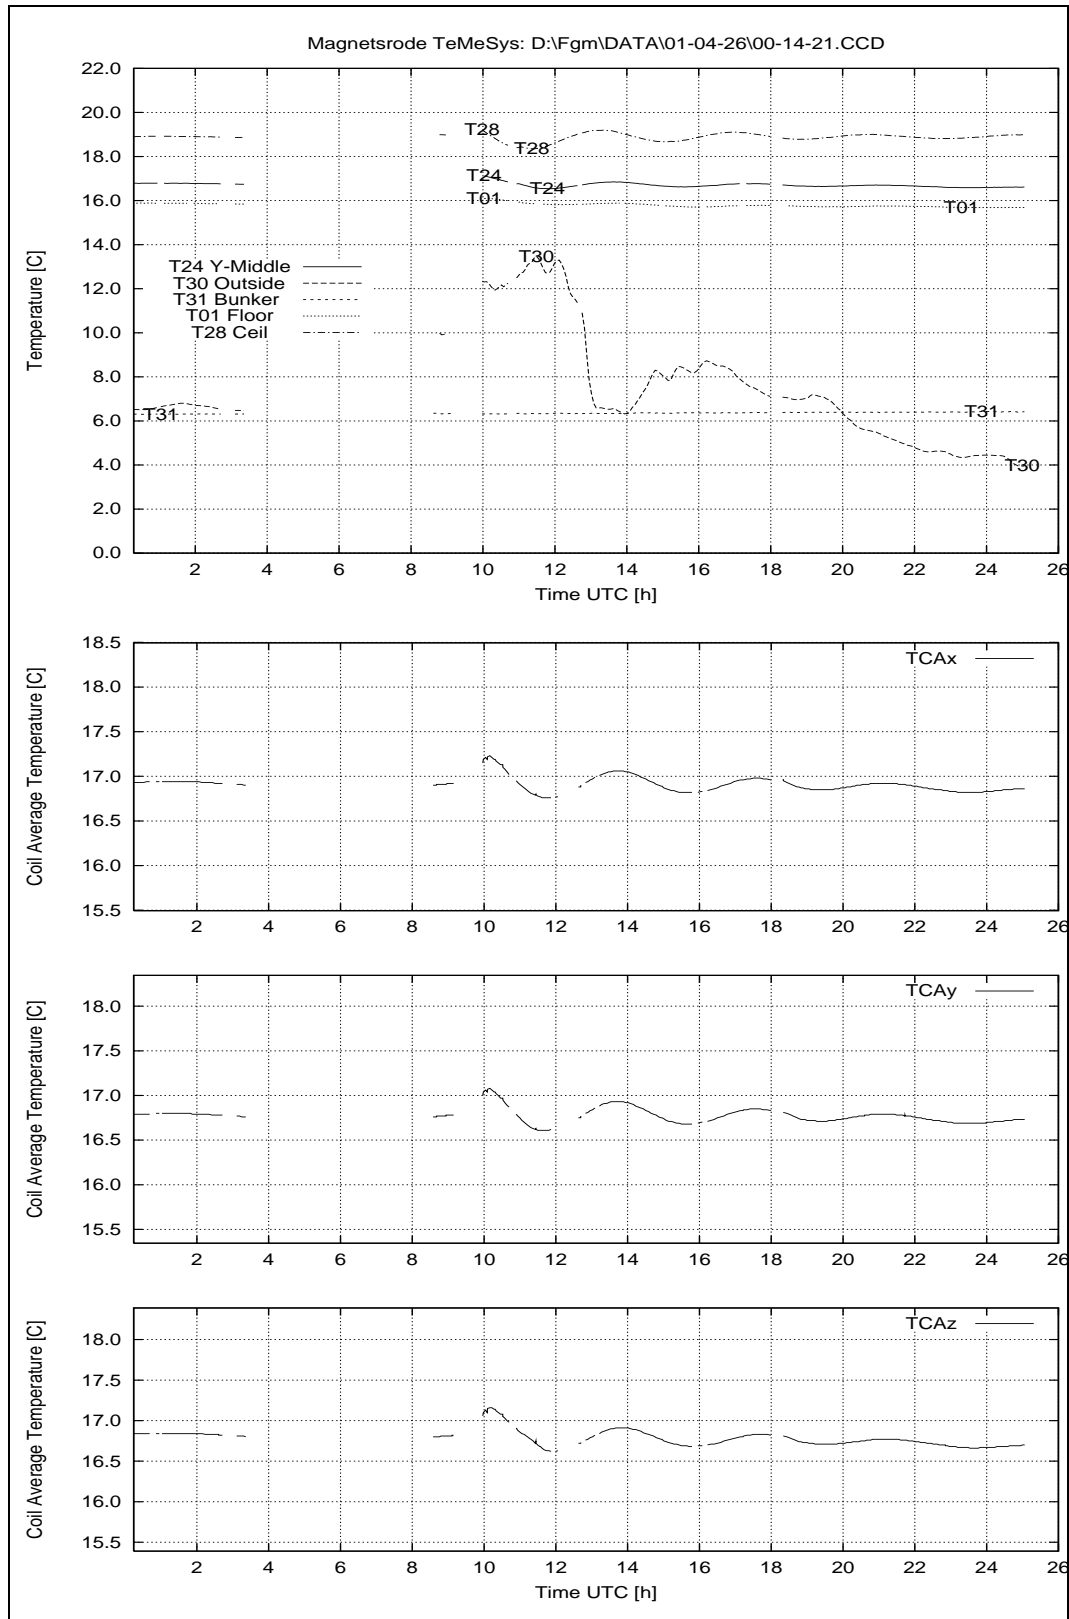 Magnetsrode TeMeSys: D:\Fgm\DATA\01-04-26\00-14-21.CCD
22.0
20.0
18.0
16.0
14.0
12.0
10.0
8.0
6.0
4.0
2.0
0.0
Temperature [C]
T28
T28
T24
T24
T01
T01
T30
T24 Y-Middle
T30 Outside
T31 Bunker
T01 Floor
T28 Ceil
T31
T31
T30
2 4 6 8 10 12 14 16 18 20 22 24 26
Time UTC [h]
18.5
18.0
17.5
17.0
16.5
16.0
15.5
Coil Average Temperature [C]
TCAx
2 4 6 8 10 12 14 16 18 20 22 24 26
18.0
17.5
17.0
16.5
16.0
15.5
Coil Average Temperature [C]
TCAy
2 4 6 8 10 12 14 16 18 20 22 24 26
18.0
17.5
17.0
16.5
16.0
15.5
Coil Average Temperature [C]
TCAz
2 4 6 8 10 12 14 16 18 20 22 24 26
Time UTC [h]